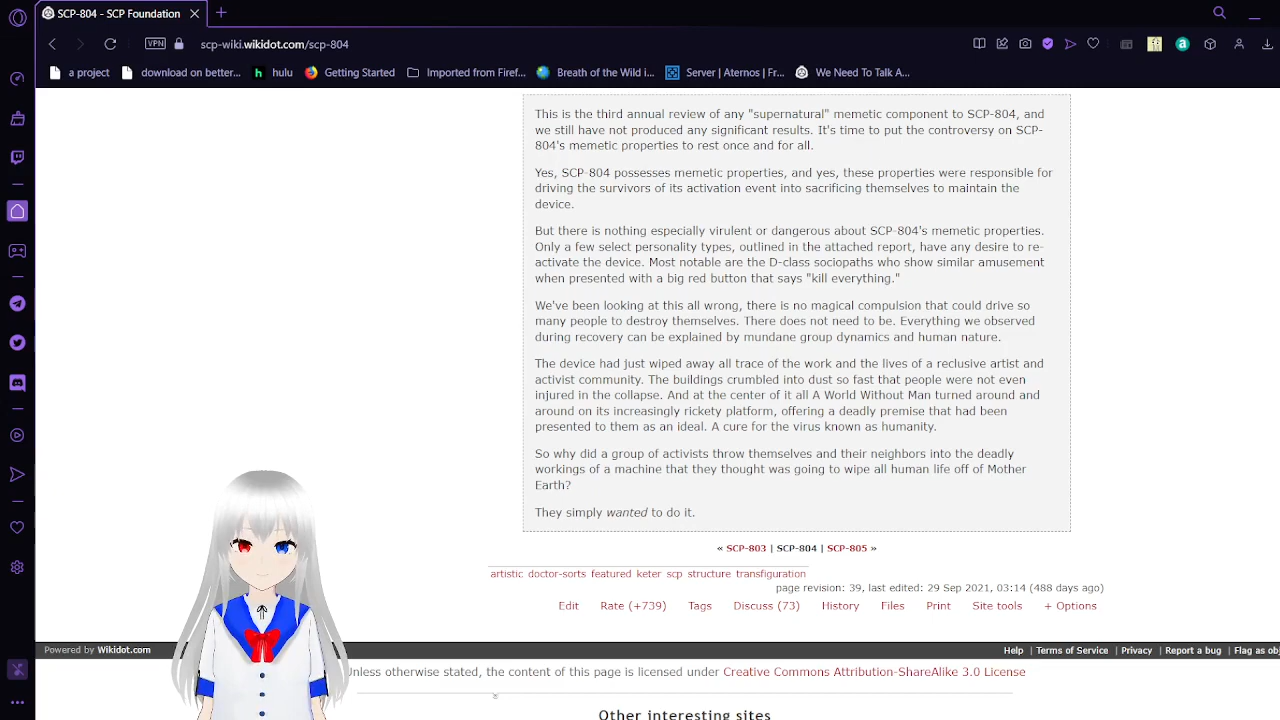 SCP-804 - SCP Foundation
VPN
scp-wiki.wikidot.com/scp-804
a project
download on better...
hulu
Getting Started
Imported from Firef...
Breath of the Wild i...
Server | Aternos | Fr...
We Need To Talk A...
This is the third annual review of any "supernatural" memetic component to SCP-804, and
we still have not produced any significant results. It's time to put the controversy on SCP-
804's memetic properties to rest once and for all.
Yes, SCP-804 possesses memetic properties, and yes, these properties were responsible for
driving the survivors of its activation event into sacrificing themselves to maintain the
device.
But there is nothing especially virulent or dangerous about SCP-804's memetic properties.
Only a few select personality types, outlined in the attached report, have any desire to re-
activate the device. Most notable are the D-class sociopaths who show similar amusement
when presented with a big red button that says "kill everything."
We've been looking at this all wrong, there is no magical compulsion that could drive so
many people to destroy themselves. There does not need to be. Everything we observed
during recovery can be explained by mundane group dynamics and human nature.
The device had just wiped away all trace of the work and the lives of a reclusive artist and
activist community. The buildings crumbled into dust so fast that people were not even
injured in the collapse. And at the center of it all A World Without Man turned around and
around on its increasingly rickety platform, offering a deadly premise that had been
presented to them as an ideal. A cure for the virus known as humanity.
So why did a group of activists throw themselves and their neighbors into the deadly
workings of a machine that they thought was going to wipe all human life off of Mother
Earth?
They simply wanted to do it.
« SCP-803 | SCP-804 | SCP-805 »
artistic doctor-sorts featured keter scp structure transfiguration
page revision: 39, last edited: 29 Sep 2021, 03:14 (488 days ago)
Edit Rate (+739) Tags Discuss (73) History Files Print Site tools + Options
Powered by Wikidot.com
Help | Terms of Service | Privacy | Report a bug | Flag as ob
Unless otherwise stated, the content of this page is licensed under Creative Commons Attribution-ShareAlike 3.0 License
Other interesting sites